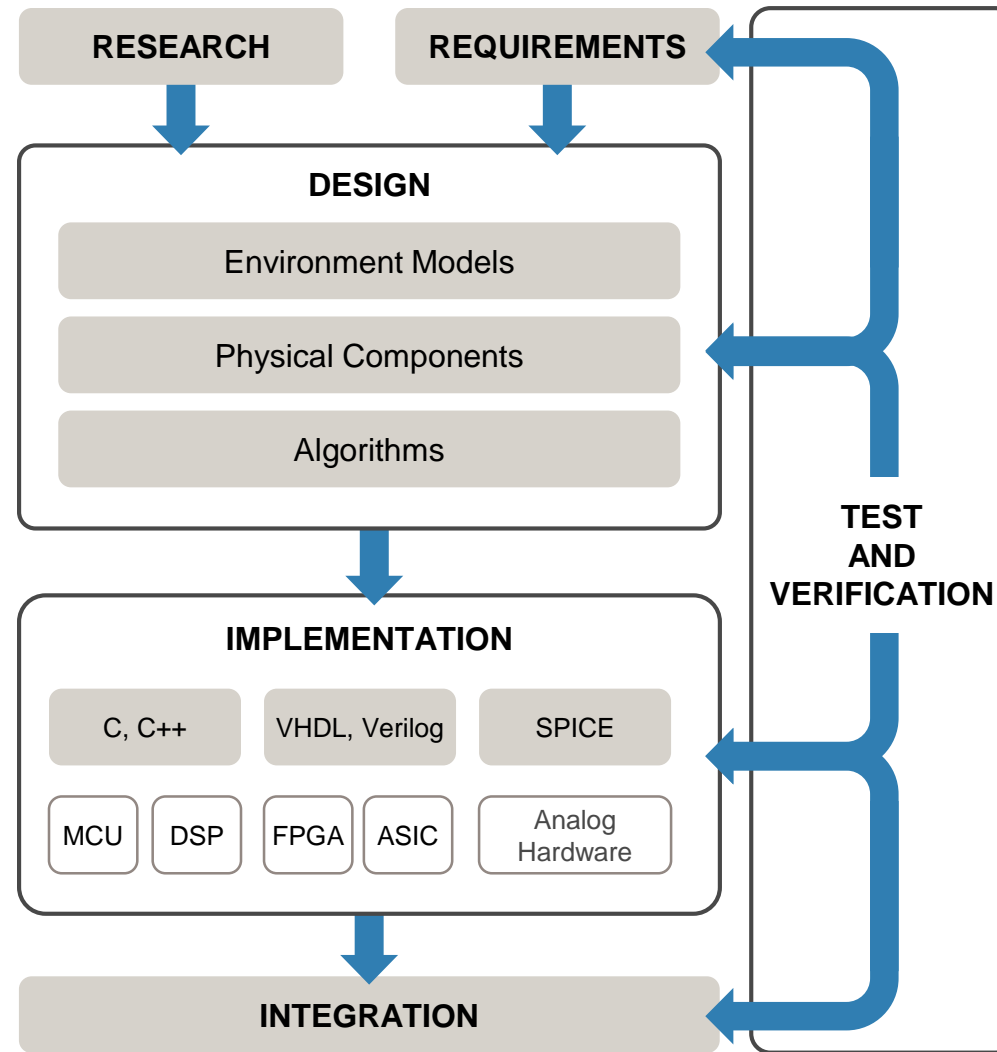 RESEARCH
REQUIREMENTS
DESIGN
Environment Models
Physical Components
Algorithms
TEST
AND
VERIFICATION
IMPLEMENTATION
C, C++
VHDL, Verilog
SPICE
MCU
DSP
FPGA
ASIC
Analog
Hardware
INTEGRATION